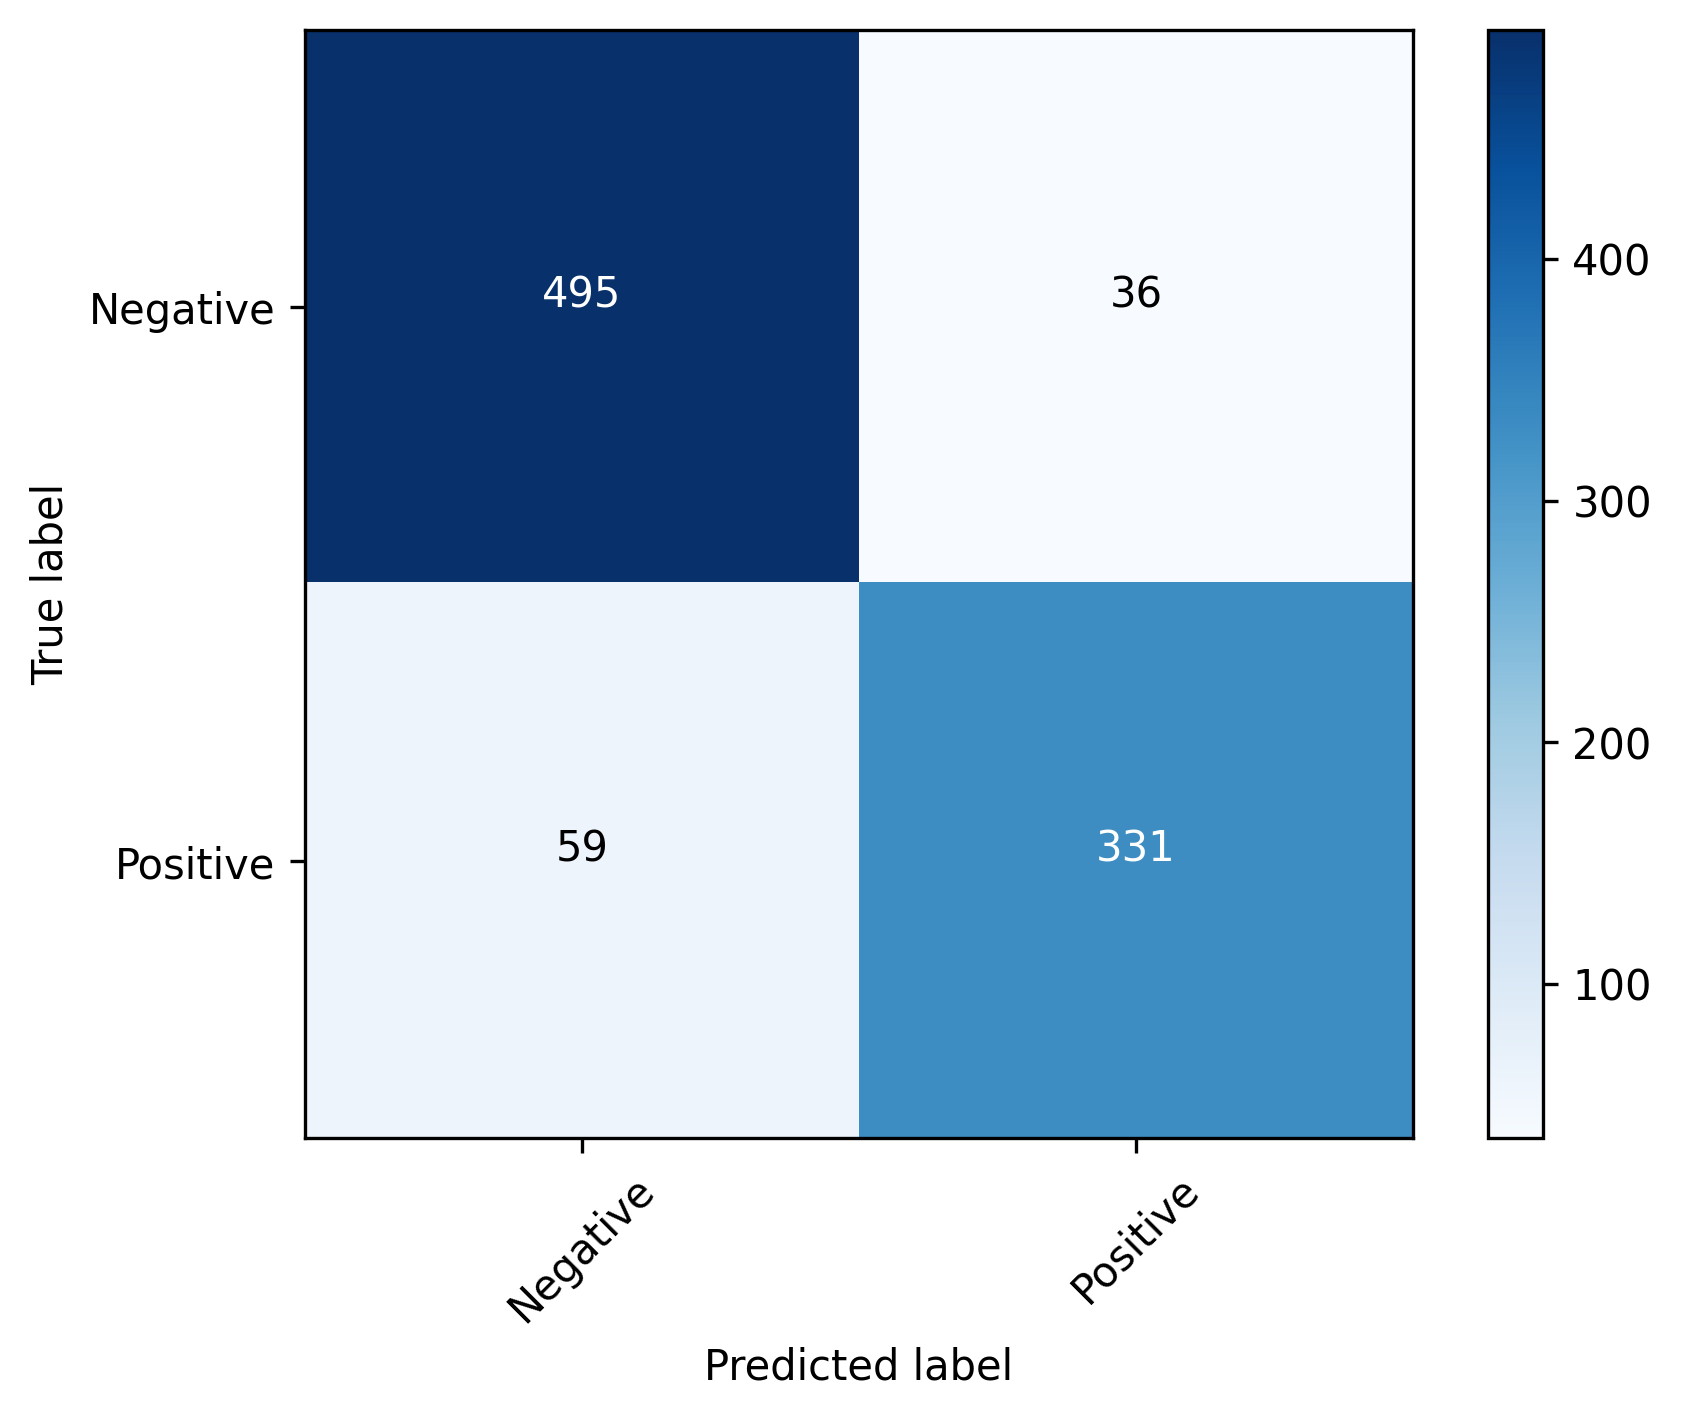 True label
Negative
Positive
495
36
59
331
Negative
Positive
Predicted label
400
300
200
100